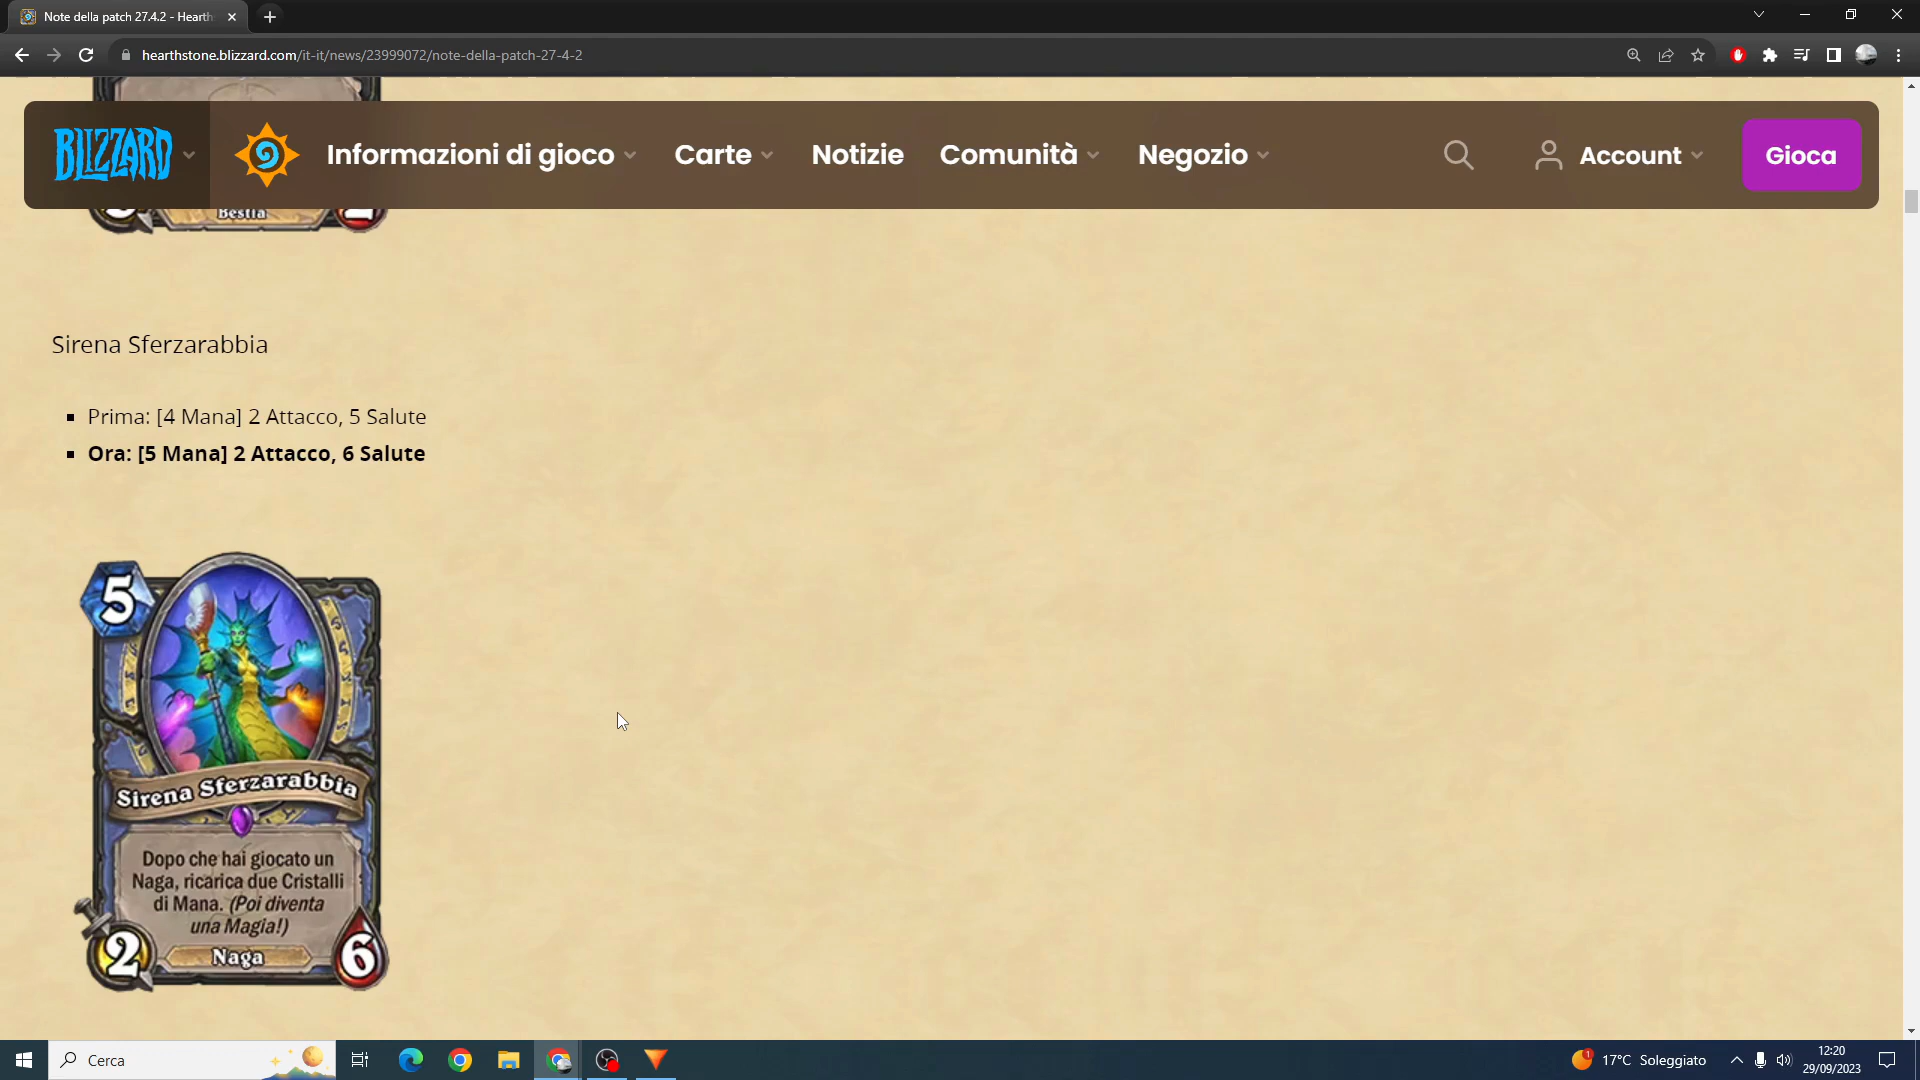 Note della patch 27.4.2 - Hearth
hearthstone.blizzard.com/it-it/news/23999072/note-della-patch-27-4-2
BLIZZARD
Informazioni di gioco
Carte
Notizie
Comunità
Negozio
Account
Gioca
Bestia
Sirena Sferzarabbia
Prima: [4 Mana] 2 Attacco, 5 Salute
Ora: [5 Mana] 2 Attacco, 6 Salute
5
Sirena Sferzarabbia
Dopo che hai giocato un
Naga, ricarica due Cristalli
di Mana. (Poi diventa
una Magia!)
2
Naga
6
Cerca
1
17°C Soleggiato
12:20
29/09/2023